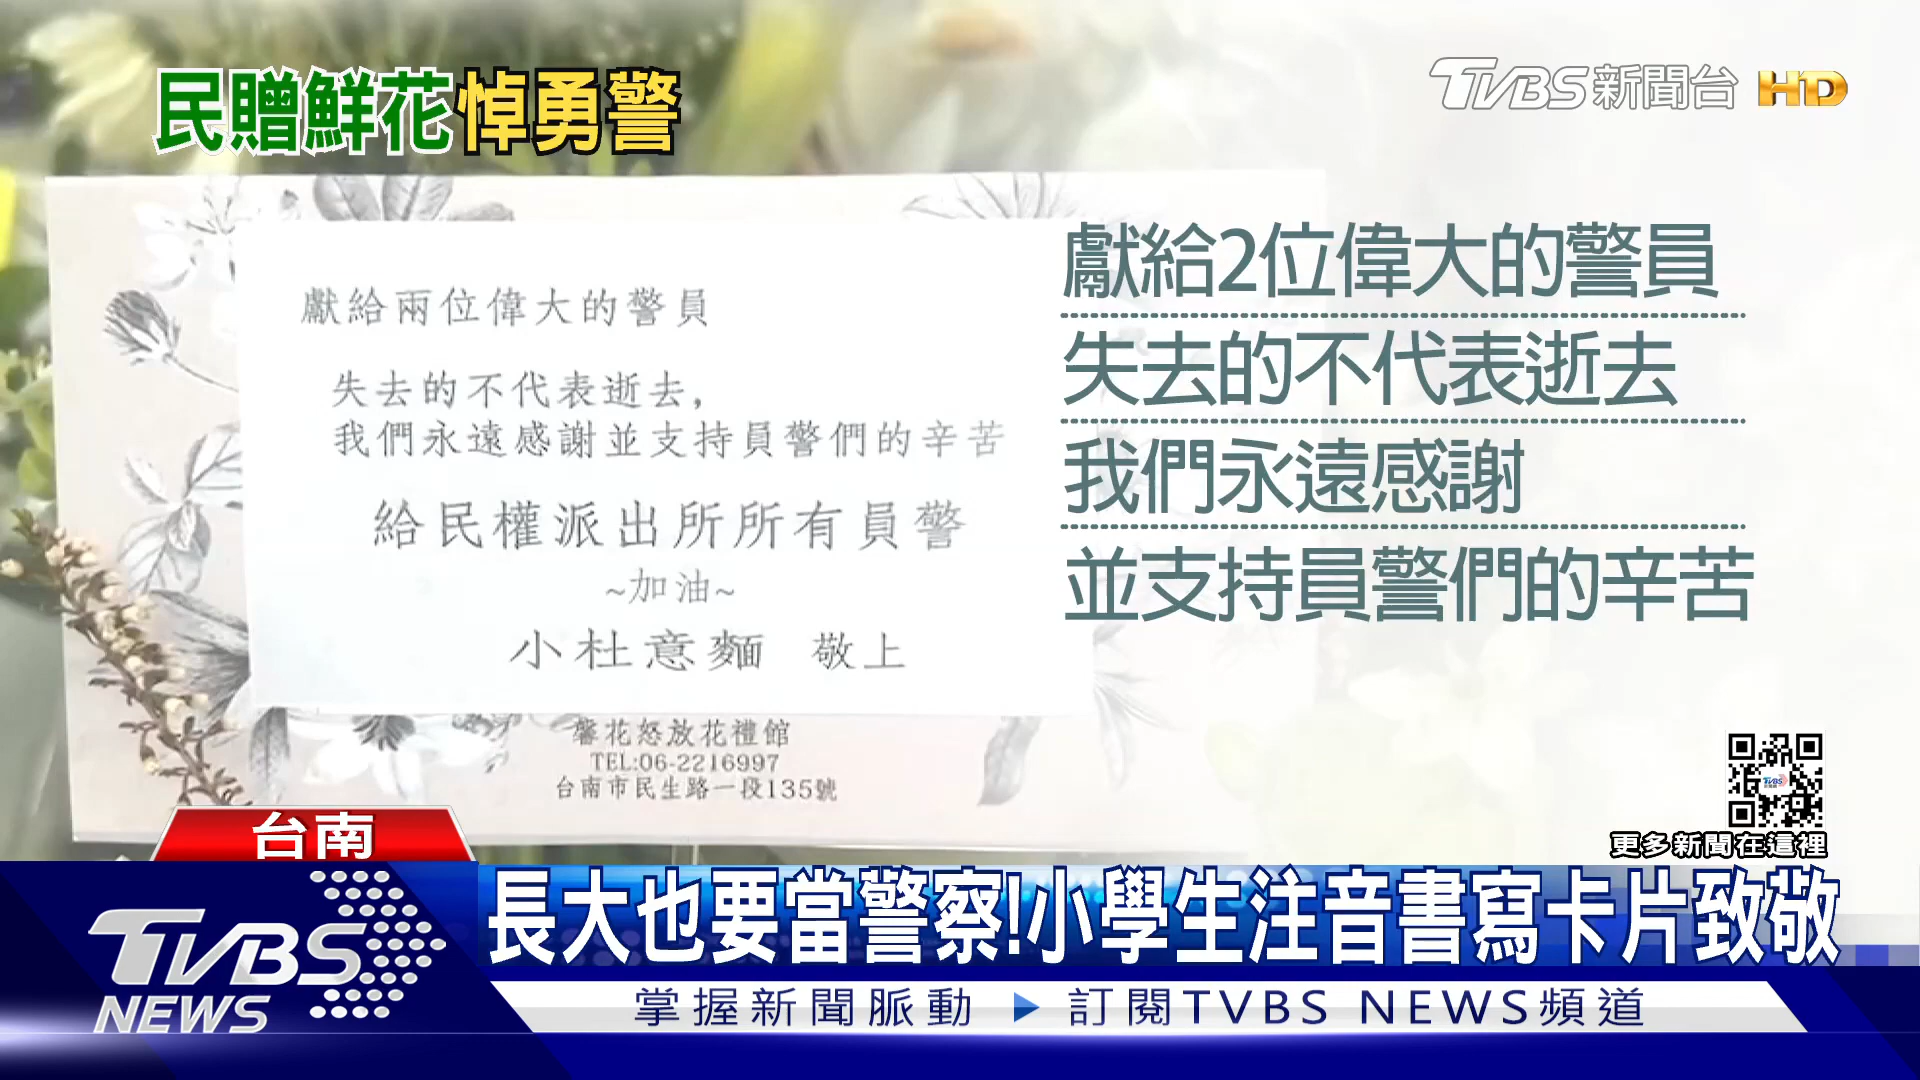 民贈鮮花悼勇警
TVBS新聞台 HD
獻給兩位偉大的警員
失去的不代表逝去,
我們永遠感謝並支持員警們的辛苦
給民權派出所所有員警
~加油~
小杜意麵 敬上
馨花怒放花禮館
TEL:06-2216997
台南市民生路一段135號
獻給2位偉大的警員
失去的不代表逝去
我們永遠感謝
並支持員警們的辛苦
TVBS
更多新聞在這裡
台南
長大也要當警察!小學生注音書寫卡片致敬
TVBS
NEWS
掌握新聞脈動 ▶ 訂閱TVBS NEWS頻道